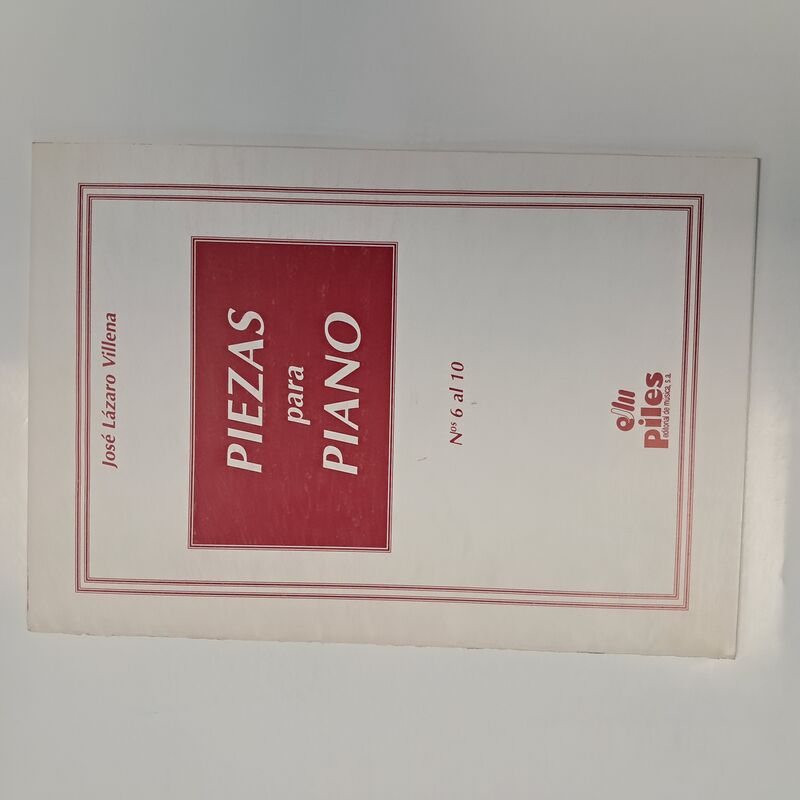 José Lázaro Villena
PIEZAS
para
PIANO
Nos 6 al 10
Piles
editorial de música, s.a.